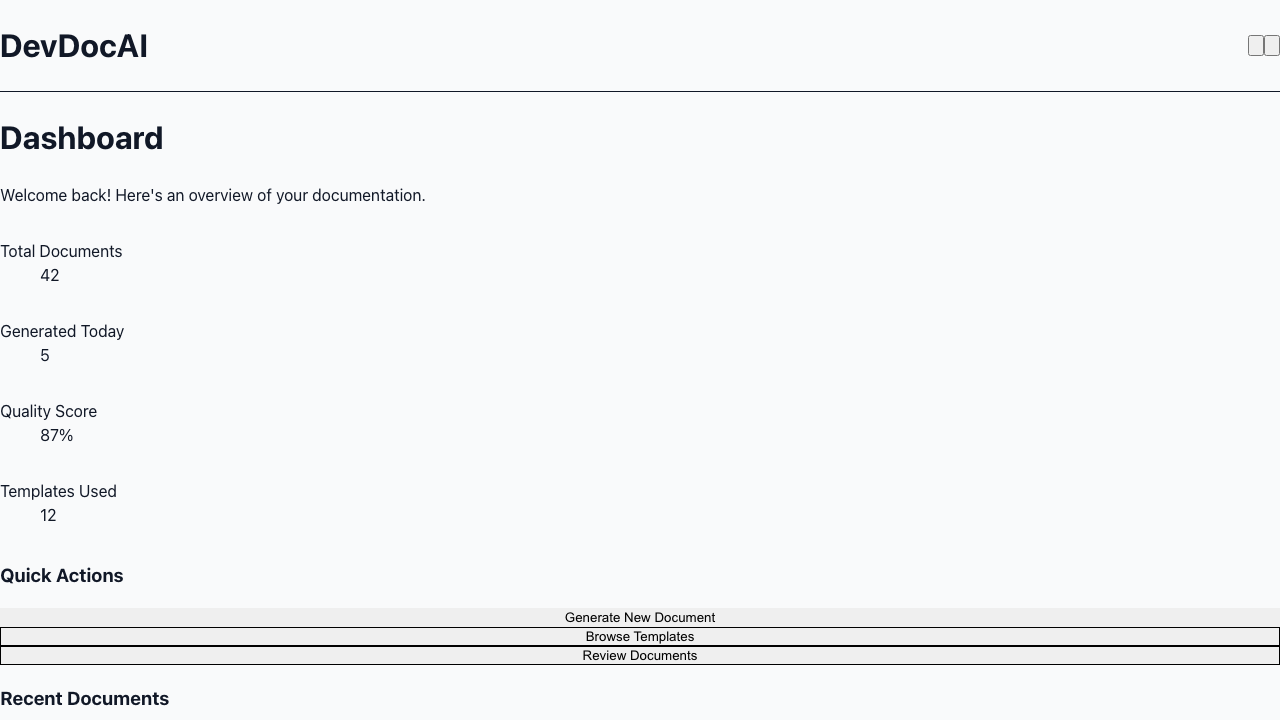 DevDocAI
Dashboard
Welcome back! Here's an overview of your documentation.
Total Documents
42
Generated Today
5
Quality Score
87%
Templates Used
12
Quick Actions
Generate New Document
Browse Templates
Review Documents
Recent Documents